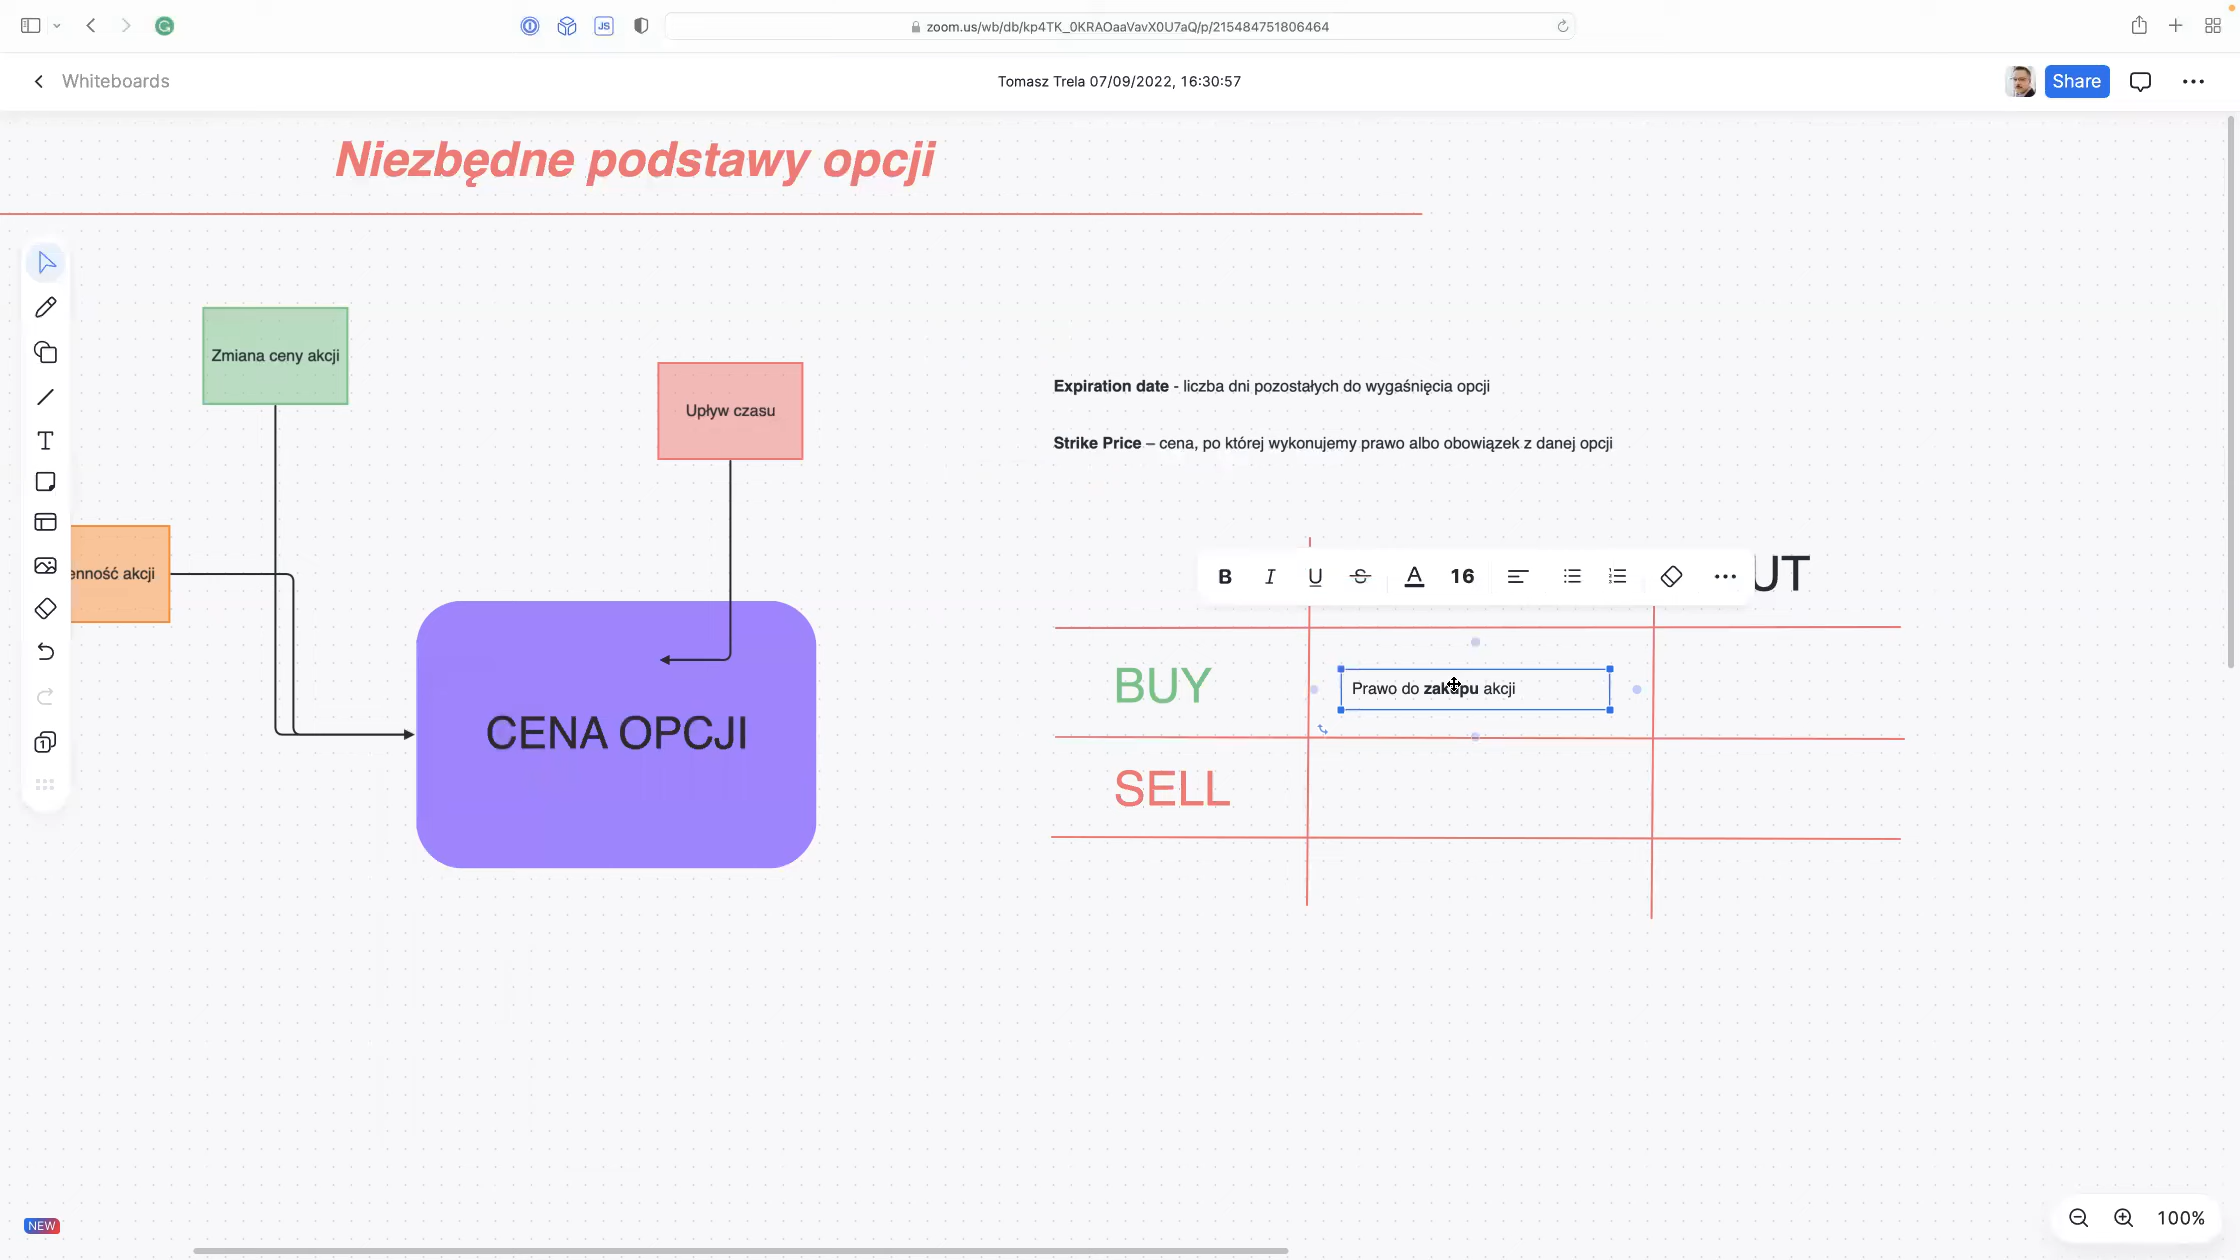 JS
zoom.us/wb/db/kp4TK_0KRAOaaVavX0U7aQ/p/215484751806464
Whiteboards
Tomasz Trela 07/09/2022, 16:30:57
Share
Niezbędne podstawy opcji
Zmiana ceny akcji
Upływ czasu
Expiration date - liczba dni pozostałych do wygaśnięcia opcji
Strike Price – cena, po której wykonujemy prawo albo obowiązek z danej opcji
enność akcji
B I U S A 16
UT
BUY
Prawo do zakupu akcji
CENA OPCJI
SELL
1
NEW
100%